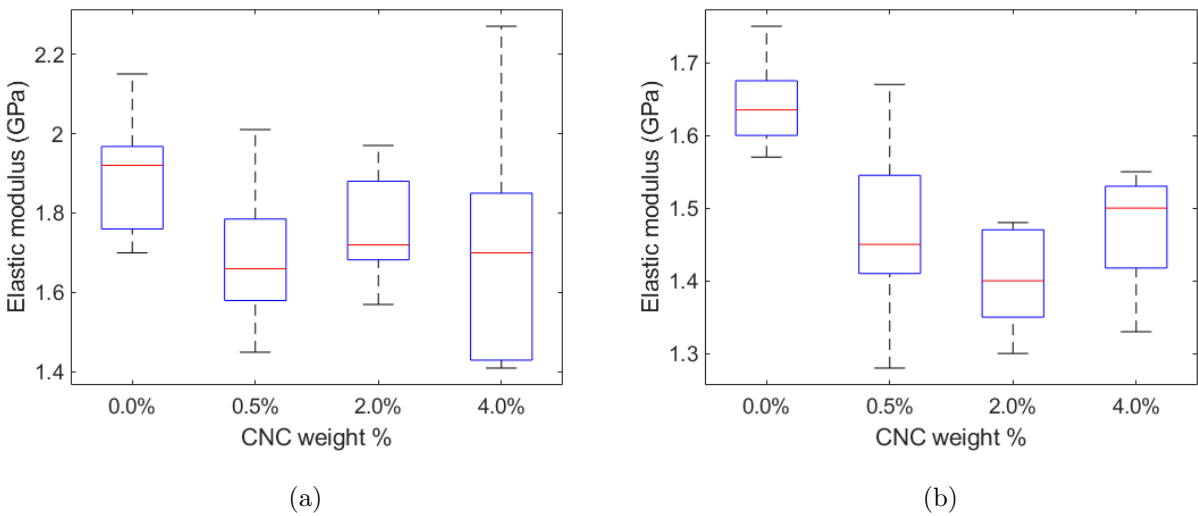 Elastic modulus (GPa)
2.2
2
1.8
1.6
1.4
0.0% 0.5% 2.0% 4.0%
CNC weight %
(a)
Elastic modulus (GPa)
1.7
1.6
1.5
1.4
1.3
0.0% 0.5% 2.0% 4.0%
CNC weight %
(b)